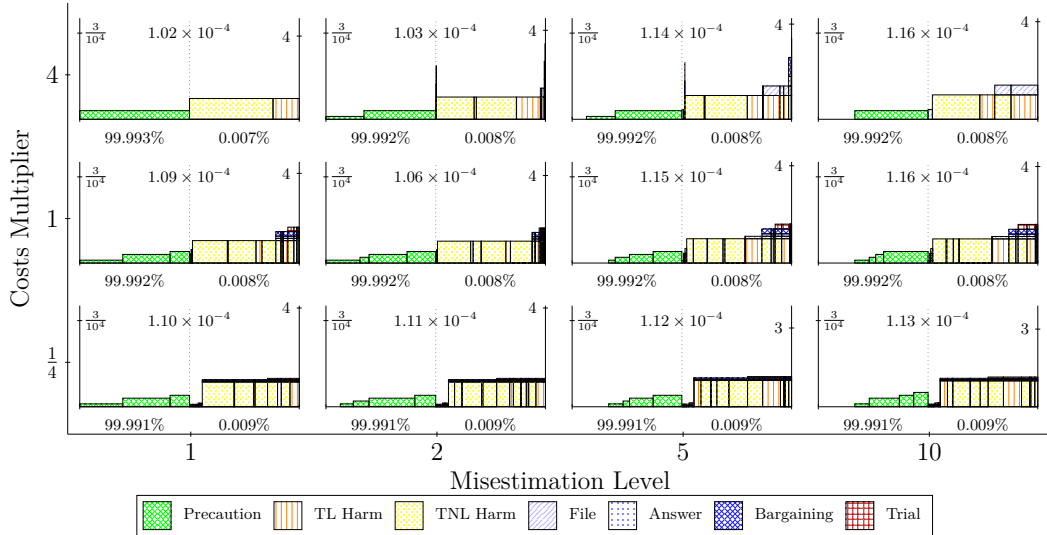 3/10^4 1.02 × 10^−4 4 3/10^4 1.03 × 10^−4 4 3/10^4 1.14 × 10^−4 4 3/10^4 1.16 × 10^−4 4
4
99.993% 0.007% 99.992% 0.008% 99.992% 0.008% 99.992% 0.008%
3/10^4 1.09 × 10^−4 4 3/10^4 1.06 × 10^−4 4 3/10^4 1.15 × 10^−4 4 3/10^4 1.16 × 10^−4 4
Costs Multiplier
1
99.992% 0.008% 99.992% 0.008% 99.992% 0.008% 99.992% 0.008%
3/10^4 1.10 × 10^−4 4 3/10^4 1.11 × 10^−4 4 3/10^4 1.12 × 10^−4 3 3/10^4 1.13 × 10^−4 3
1/4
99.991% 0.009% 99.991% 0.009% 99.991% 0.009% 99.991% 0.009%
1 2 5 10
Misestimation Level
Precaution TL Harm TNL Harm File Answer Bargaining Trial